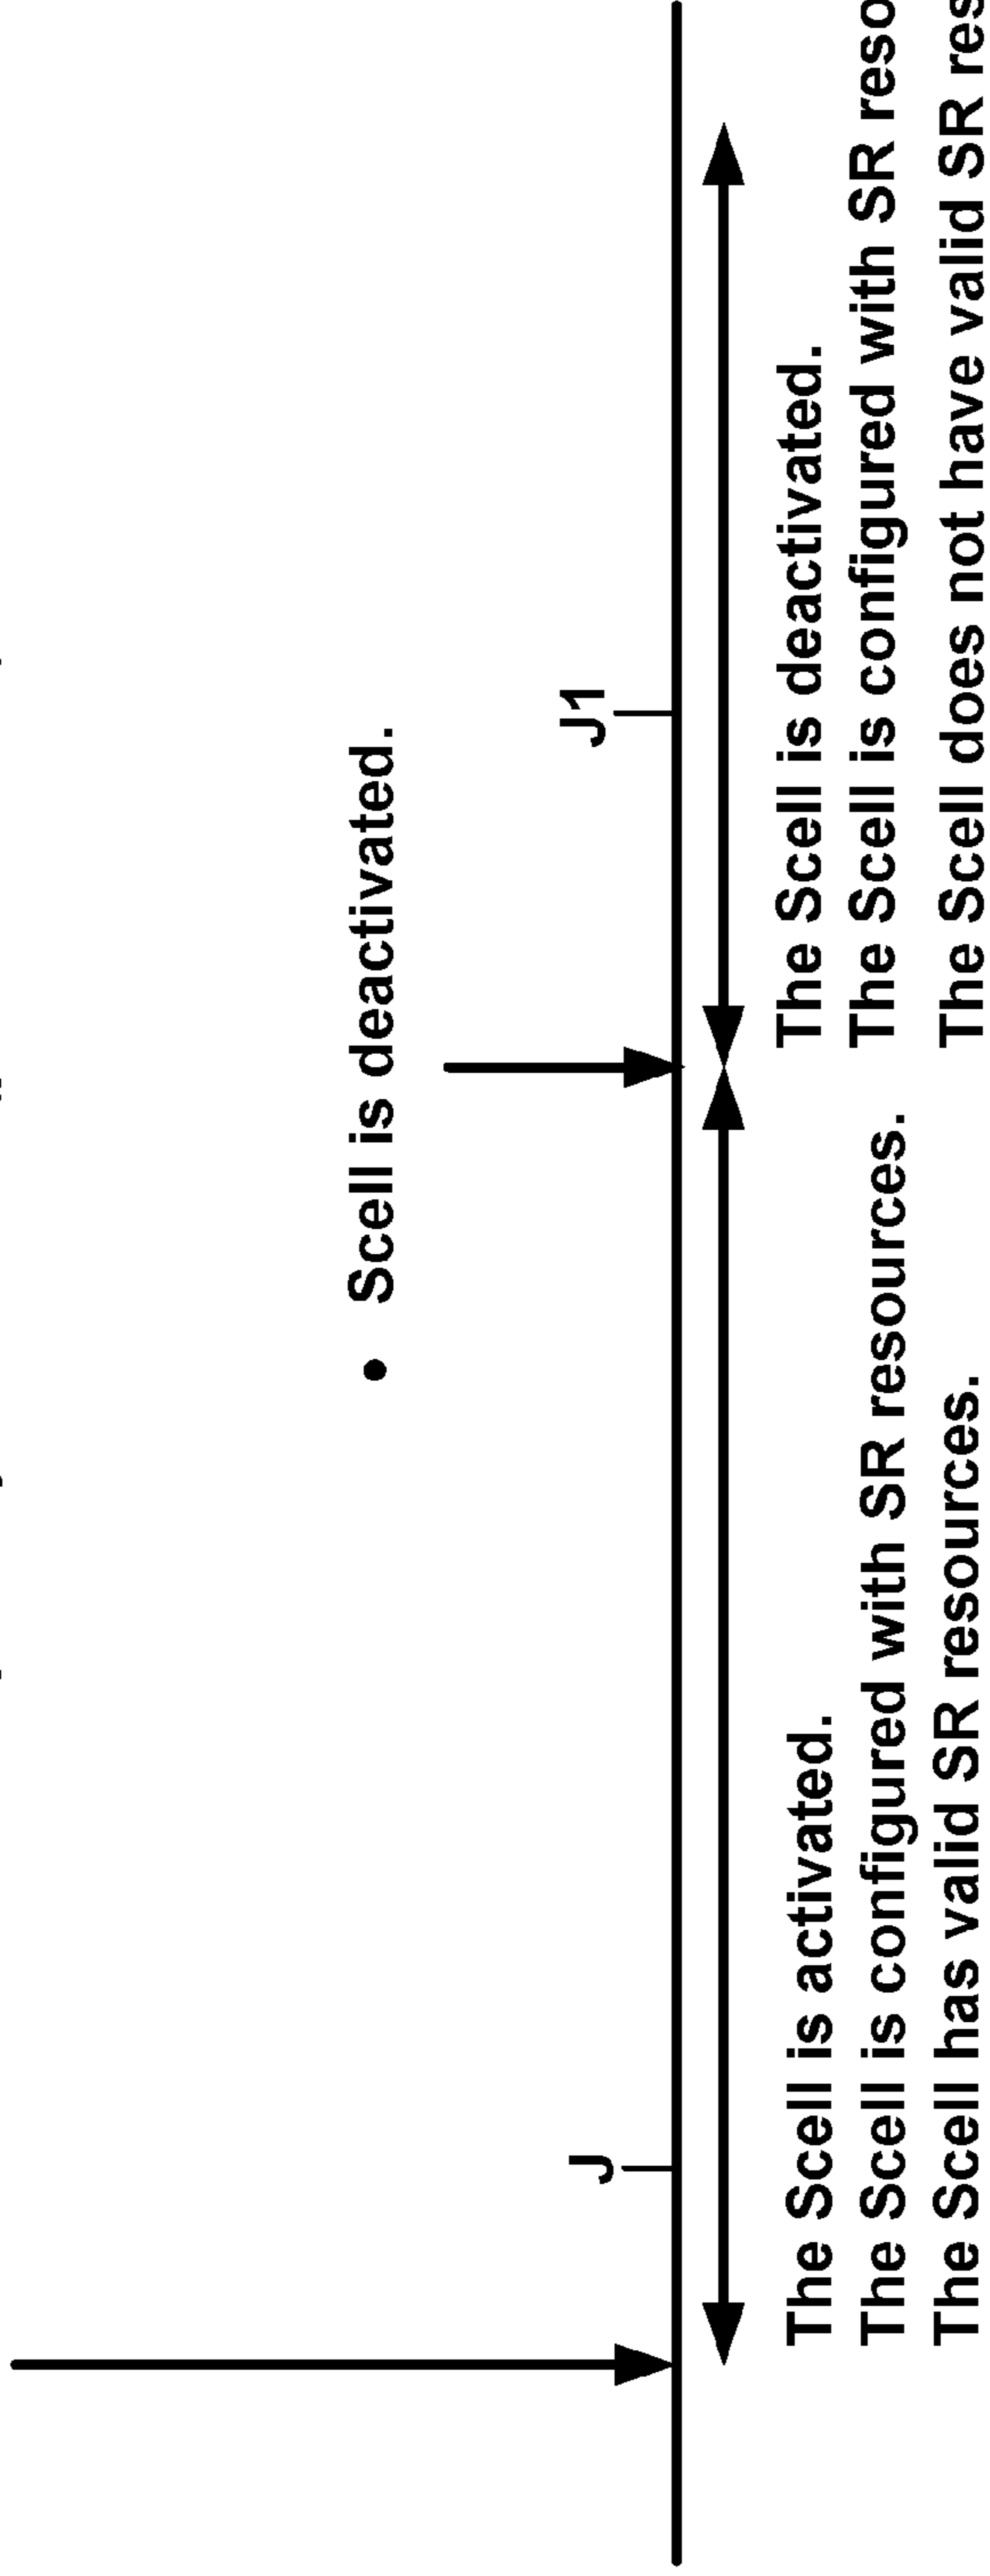 • Scell is deactivated.
J
J1
The Scell is activated.
The Scell is configured with SR resources.
The Scell has valid SR resources.
The Scell is deactivated.
The Scell is configured with SR
The Scell does not have valid SR